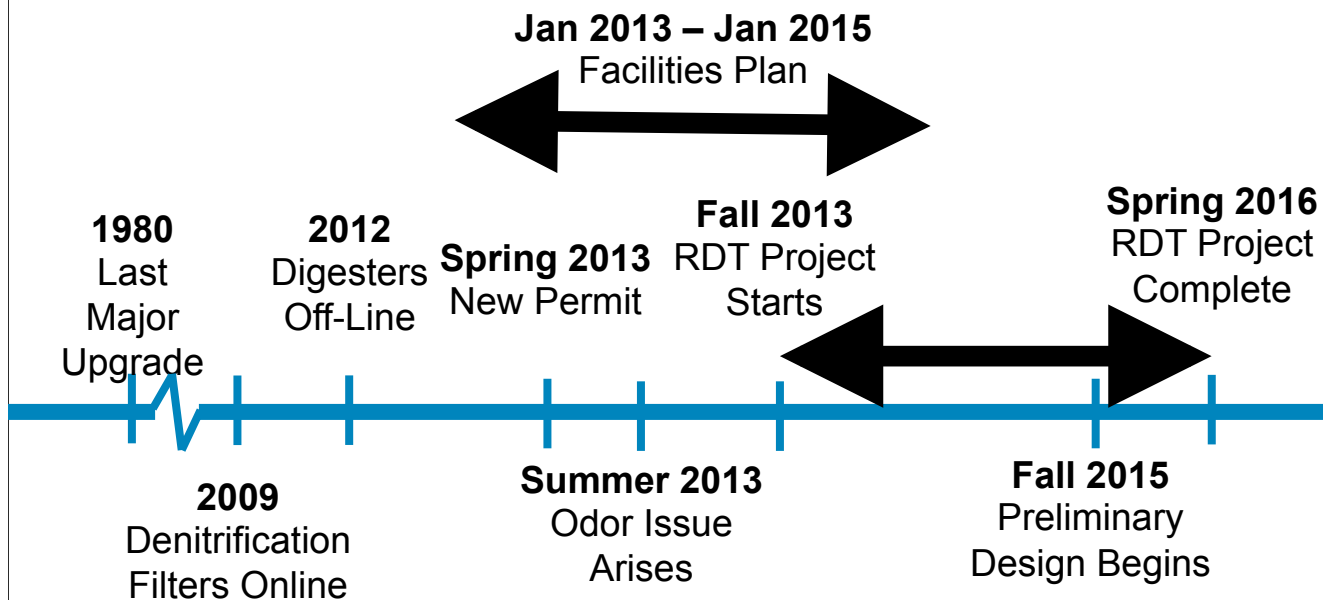 Jan 2013 – Jan 2015
Facilities Plan
1980
Last
Major
Upgrade
2009
Denitrification
Filters Online
2012
Digesters
Off-Line
Spring 2013
New Permit
Summer 2013
Odor Issue
Arises
Fall 2013
RDT Project
Starts
Fall 2015
Preliminary
Design Begins
Spring 2016
RDT Project
Complete